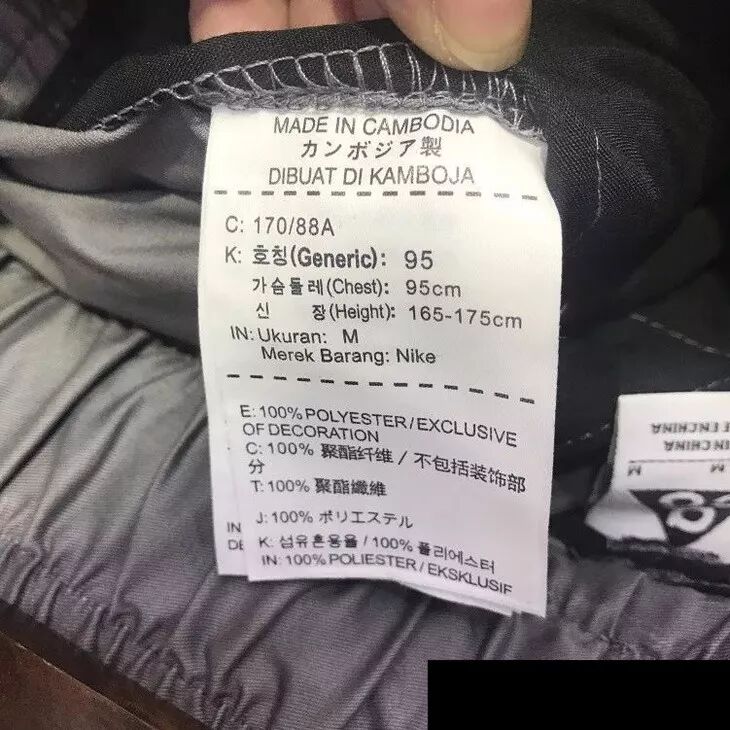 MADE IN CAMBODIA
カンボジア製
DIBUAT DI KAMBOJA
C: 170/88A
K: 호칭(Generic): 95
가슴둘레(Chest): 95cm
신 장(Height): 165-175cm
IN: Ukuran: M
Merek Barang: Nike
E: 100% POLYESTER/EXCLUSIVE
OF DECORATION
C: 100% 聚酯纤维 / 不包括装饰部
分
T: 100% 聚酯纖維
J: 100% ポリエステル
K: 섬유혼용율 / 100% 폴리에스터
IN: 100% POLIESTER / EKSKLUSIF
IN
DE
M